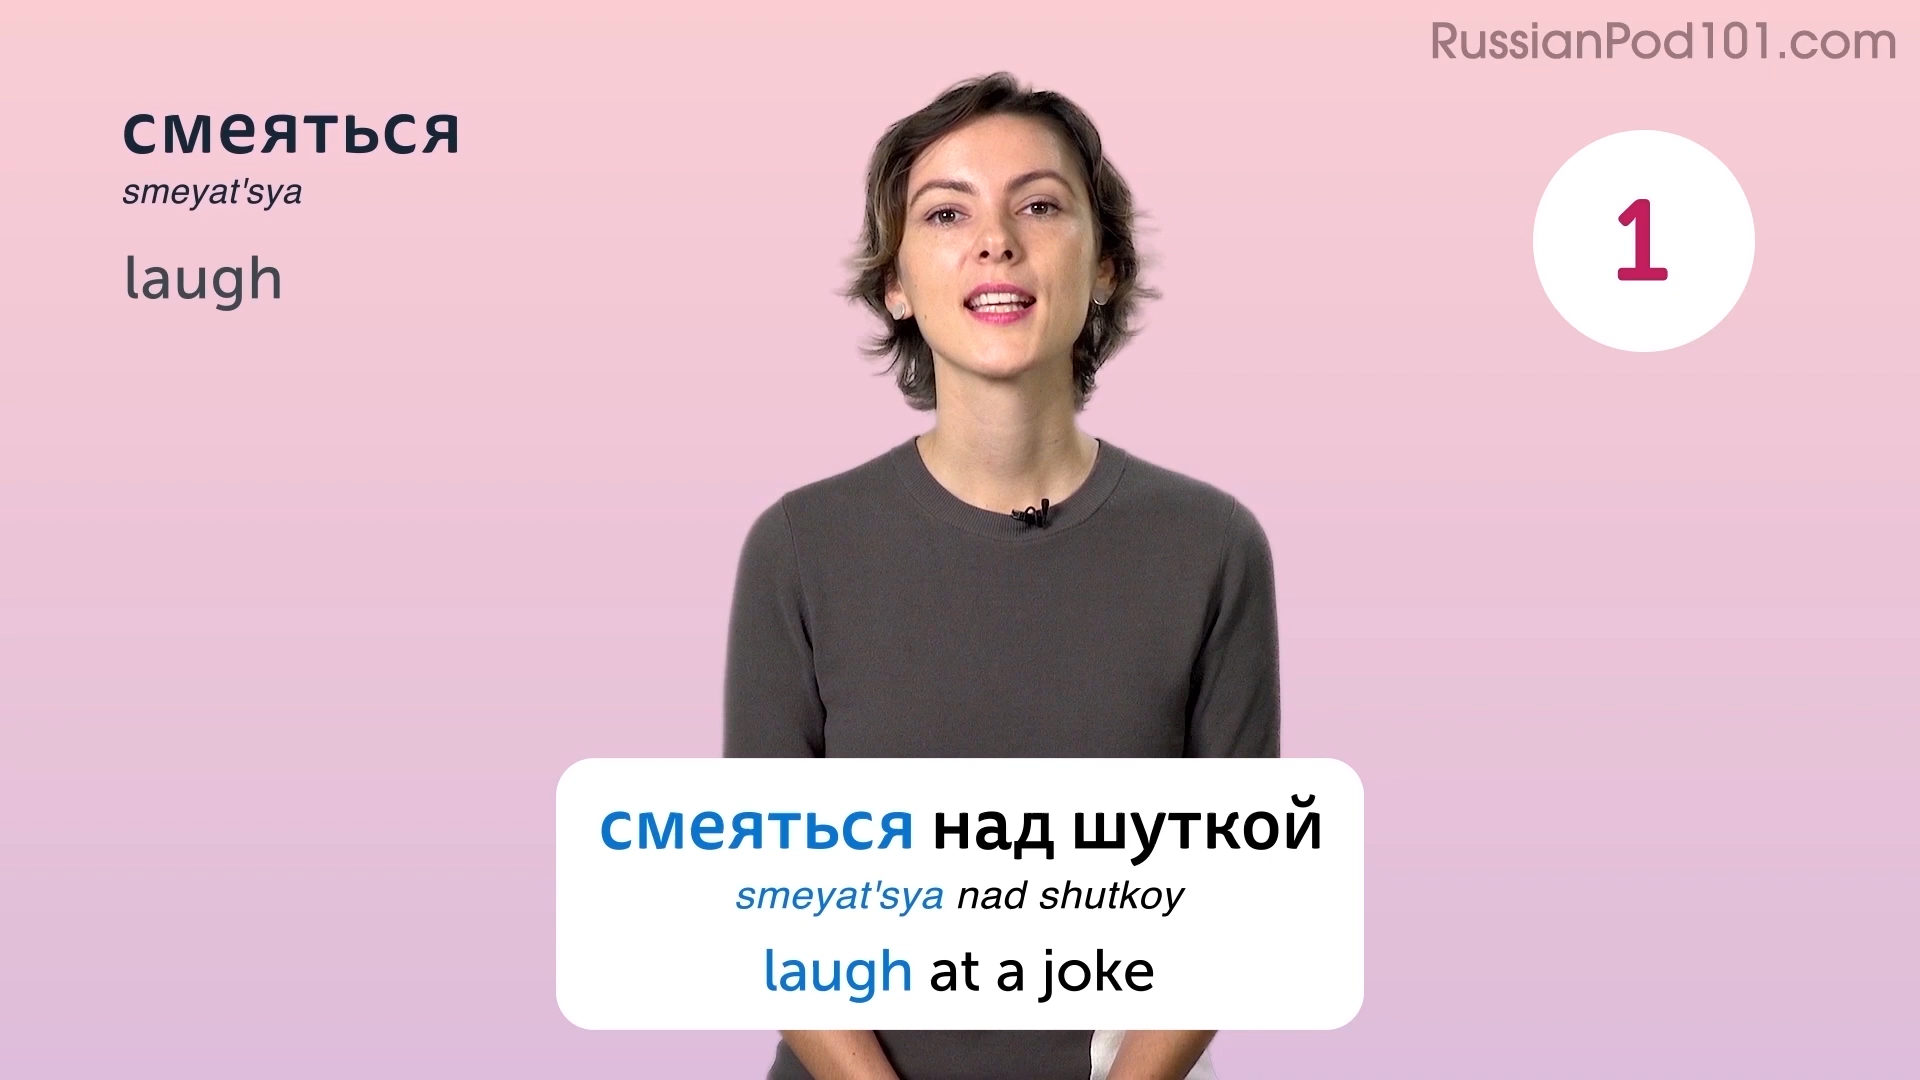 RussianPod101.com
смеяться
smeyat'sya
laugh
1
смеяться над шуткой
smeyat'sya nad shutkoy
laugh at a joke